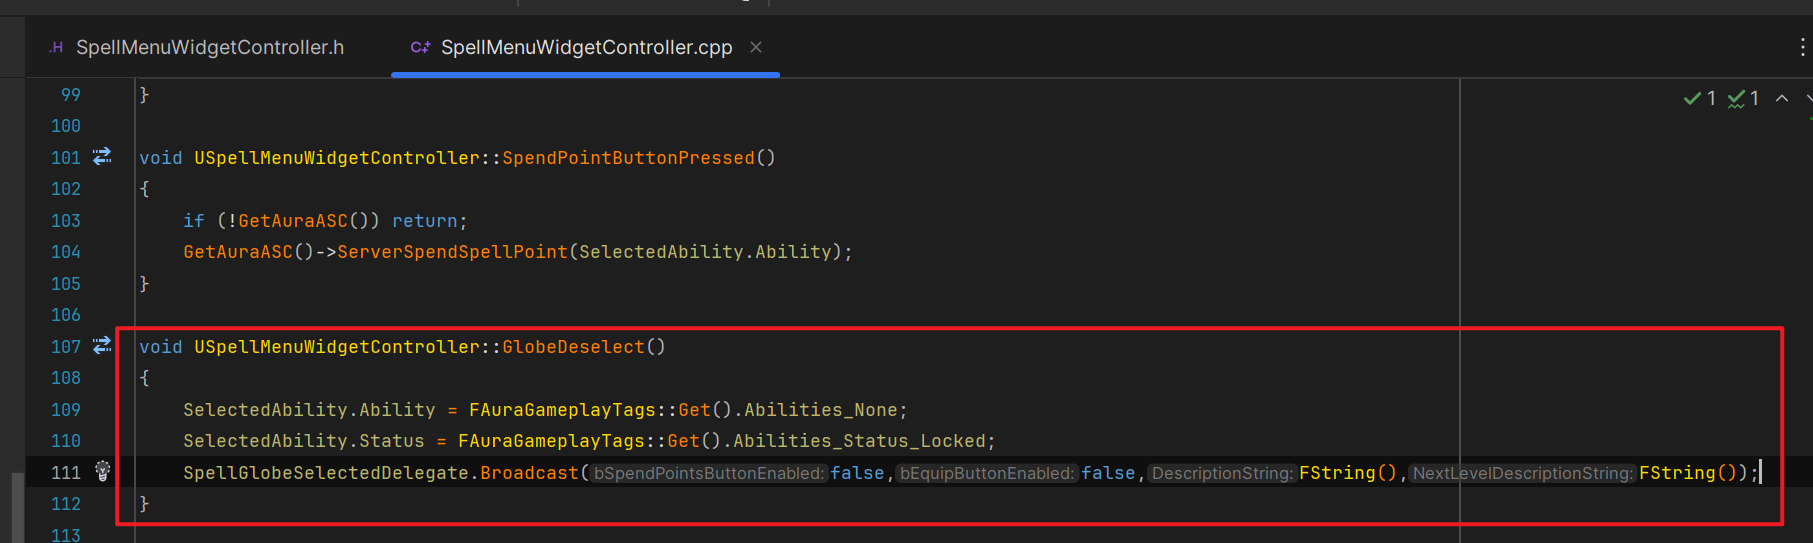 .H SpellMenuWidgetController.h C++ SpellMenuWidgetController.cpp ×
99 }
100
101 void USpellMenuWidgetController::SpendPointButtonPressed()
102 {
103 if (!GetAuraASC()) return;
104 GetAuraASC()->ServerSpendSpellPoint(SelectedAbility.Ability);
105 }
106
107 void USpellMenuWidgetController::GlobeDeselect()
108 {
109 SelectedAbility.Ability = FAuraGameplayTags::Get().Abilities_None;
110 SelectedAbility.Status = FAuraGameplayTags::Get().Abilities_Status_Locked;
111 SpellGlobeSelectedDelegate.Broadcast(bSpendPointsButtonEnabled:false,bEquipButtonEnabled:false,DescriptionString:FString(),NextLevelDescriptionString:FString());
112 }
113
1 1